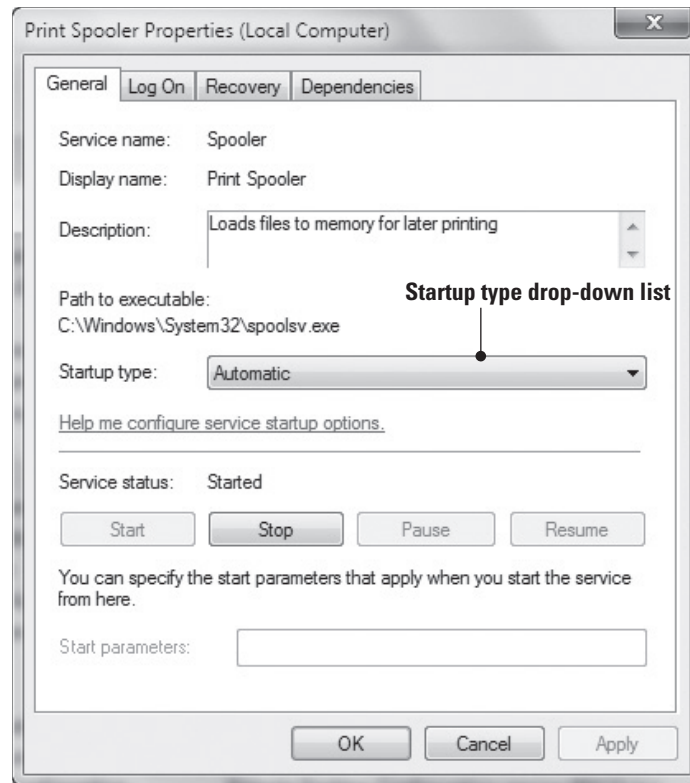 Print Spooler Properties (Local Computer)
General Log On Recovery Dependencies
Service name: Spooler
Display name: Print Spooler
Description: Loads files to memory for later printing
Path to executable:
Startup type drop-down list
C:\Windows\System32\spoolsv.exe
Startup type: Automatic
Help me configure service startup options.
Service status: Started
Start Stop Pause Resume
You can specify the start parameters that apply when you start the service
from here.
Start parameters:
OK Cancel Apply